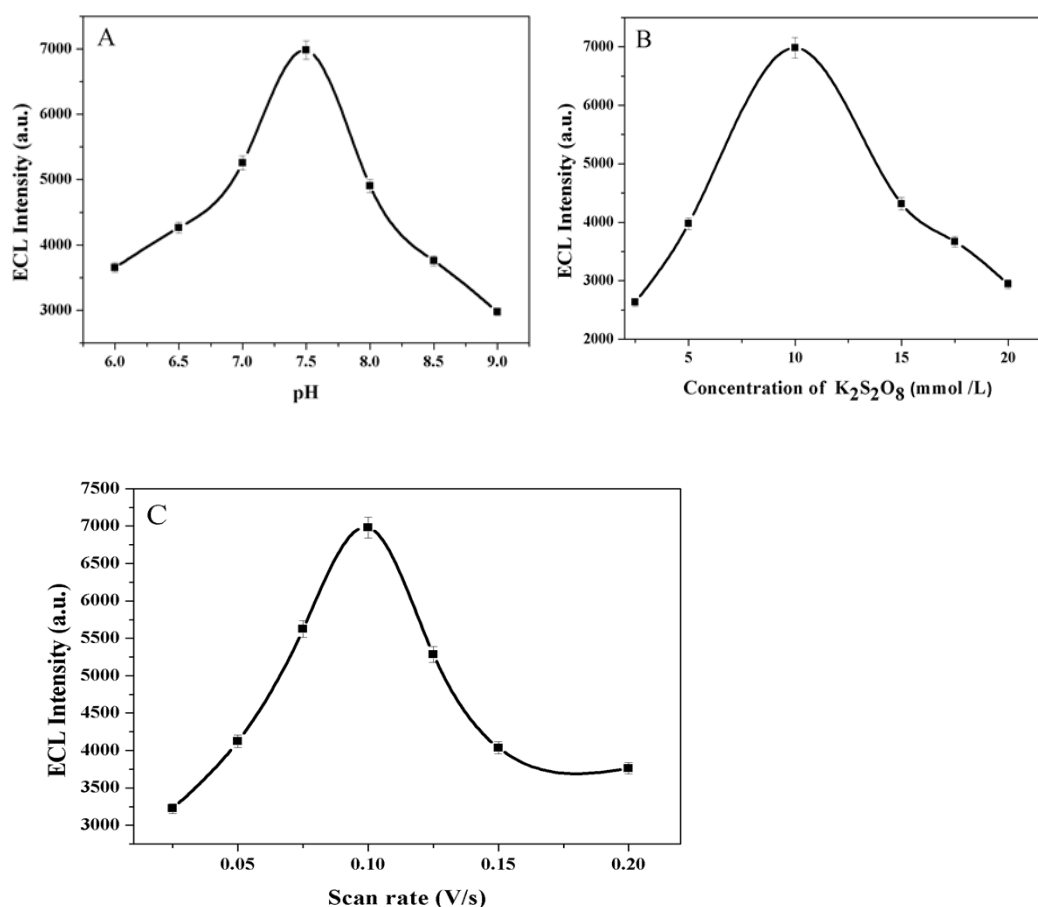 A
ECL Intensity (a.u.)
7000
6000
5000
4000
3000
6.0 6.5 7.0 7.5 8.0 8.5 9.0
pH
B
ECL Intensity (a.u.)
7000
6000
5000
4000
3000
2000
5 10 15 20
Concentration of K₂S₂O₈ (mmol /L)
C
ECL Intensity (a.u.)
7500
7000
6500
6000
5500
5000
4500
4000
3500
3000
0.05 0.10 0.15 0.20
Scan rate (V/s)